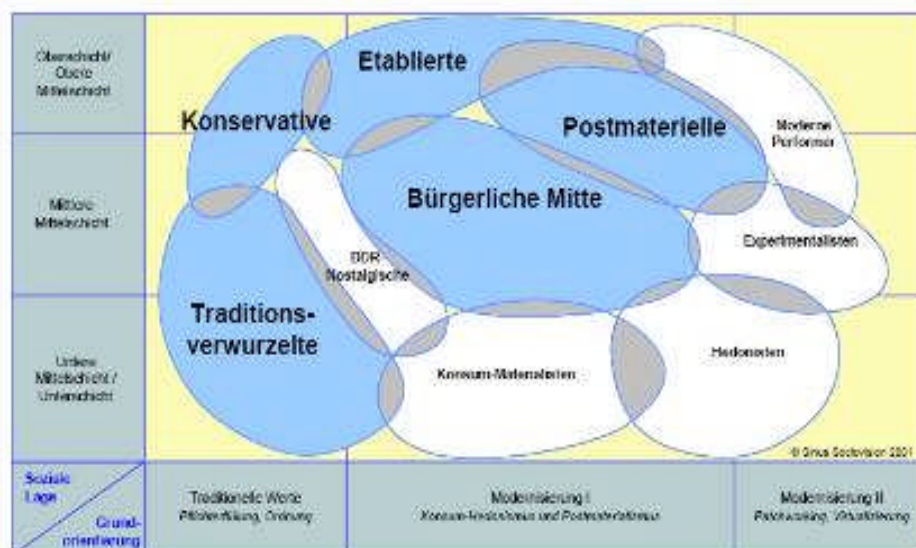 Oberschicht/
Obere
Mittelschicht
Etablierte
Konservative
Postmaterielle
Moderne
Performer
Mittlere
Mittelschicht
Bürgerliche Mitte
Experimentalisten
DDR
Nostalgische
Traditions-
verwurzelte
Untere
Mittelschicht /
Unterschicht
Konsum-Materialisten
Hedonisten
© Sinus Sociovision 2001
Soziale
Lage
Grund-
orientierung
Traditionelle Werte
Pflichterfüllung, Ordnung
Modernisierung I
Konsum-Hedonismus und Postmaterialismus
Modernisierung II
Patchworking, Virtualisierung